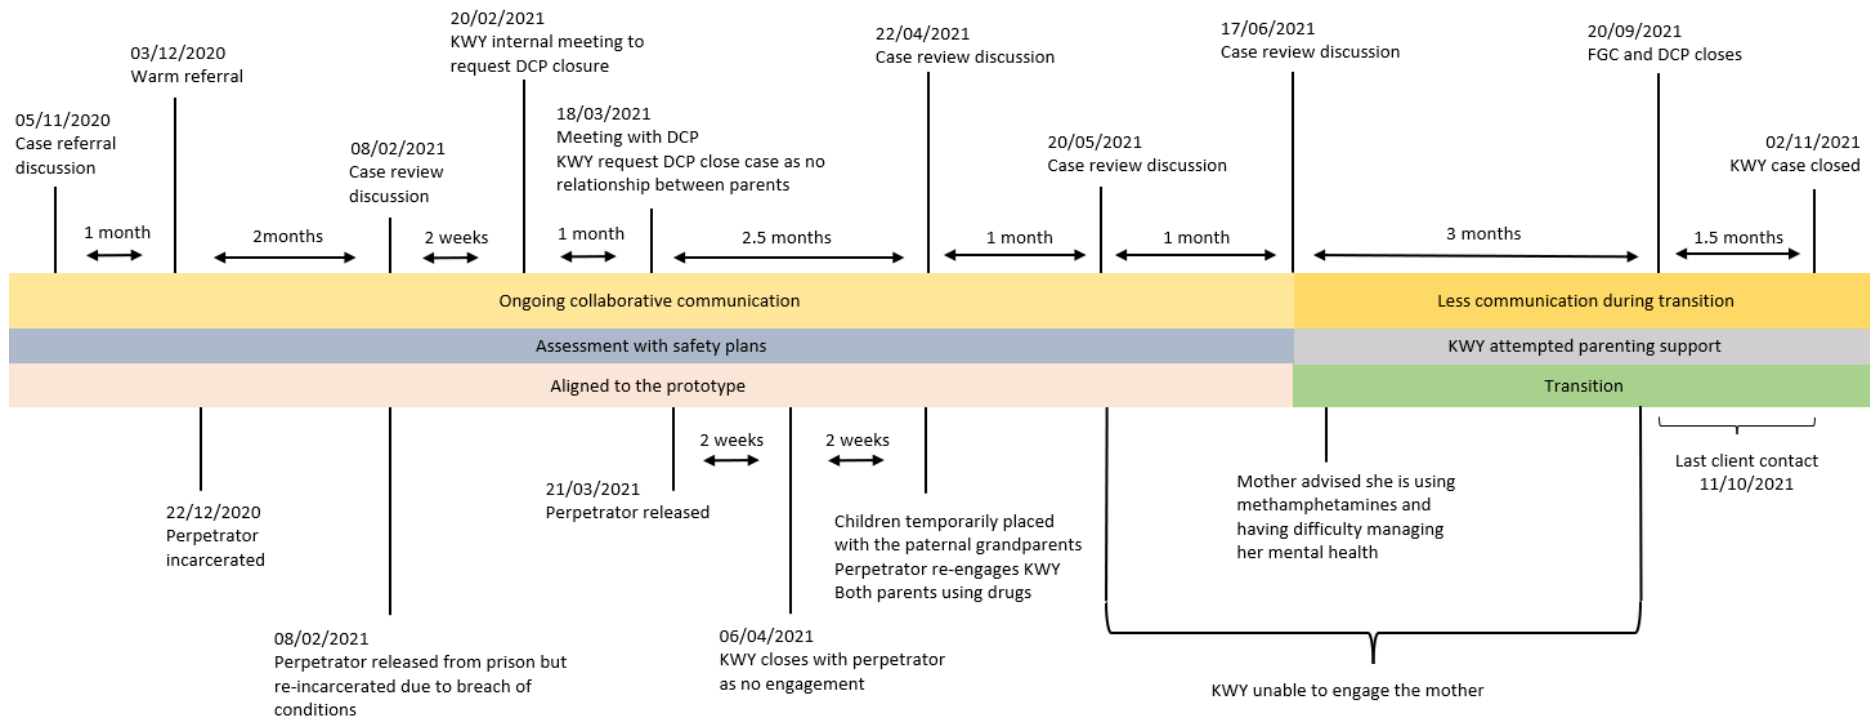 05/11/2020
Case referral
discussion
1 month
03/12/2020
Warm referral
2months
08/02/2021
Case review
discussion
2 weeks
20/02/2021
KWY internal meeting to
request DCP closure
1 month
18/03/2021
Meeting with DCP
KWY request DCP close case as no
relationship between parents
2.5 months
22/04/2021
Case review discussion
1 month
20/05/2021
Case review discussion
1 month
17/06/2021
Case review discussion
3 months
20/09/2021
FGC and DCP closes
1.5 months
02/11/2021
KWY case closed
Ongoing collaborative communication
Less communication during transition
Assessment with safety plans
KWY attempted parenting support
Aligned to the prototype
Transition
22/12/2020
Perpetrator
incarcerated
08/02/2021
Perpetrator released from prison but
re-incarcerated due to breach of
conditions
21/03/2021
Perpetrator released
2 weeks
06/04/2021
KWY closes with perpetrator
as no engagement
2 weeks
Children temporarily placed
with the paternal grandparents
Perpetrator re-engages KWY
Both parents using drugs
KWY unable to engage the mother
Mother advised she is using
methamphetamines and
having difficulty managing
her mental health
Last client contact
11/10/2021